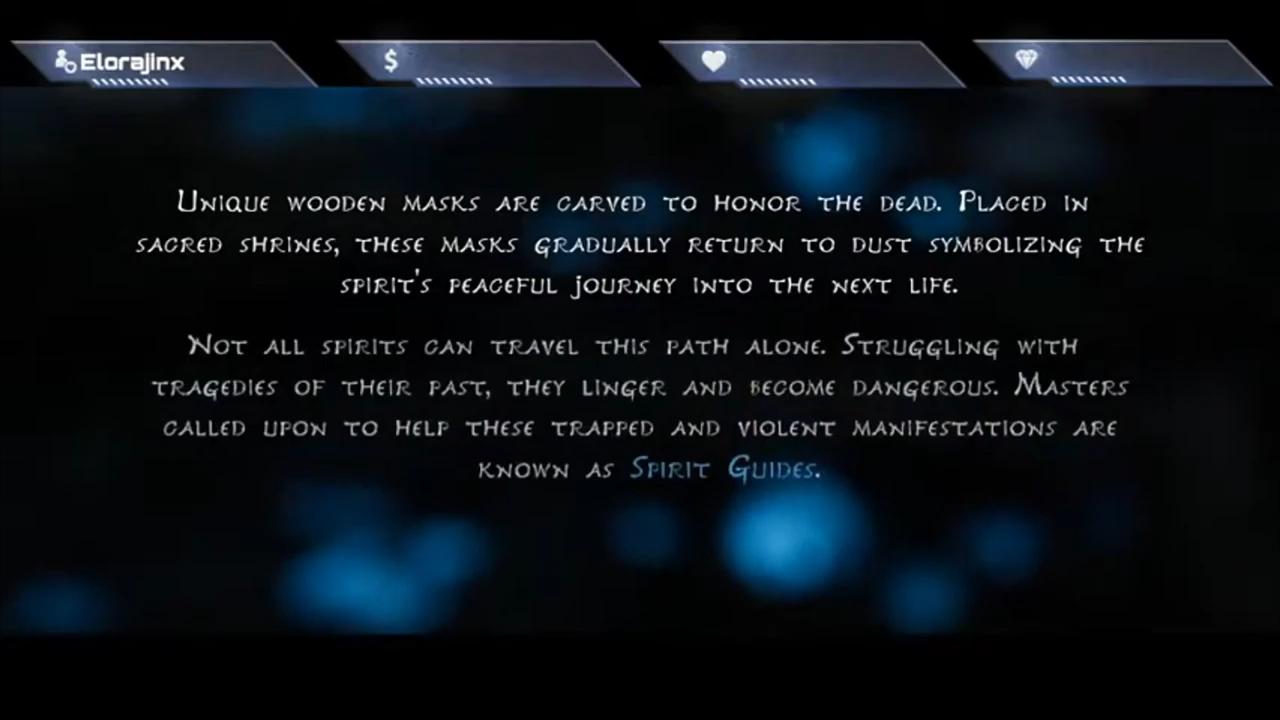 Elorajinx
$
Unique wooden masks are carved to honor the dead. Placed in
sacred shrines, these masks gradually return to dust symbolizing the
spirit's peaceful journey into the next life.
Not all spirits can travel this path alone. Struggling with
tragedies of their past, they linger and become dangerous. Masters
called upon to help these trapped and violent manifestations are
known as Spirit Guides.